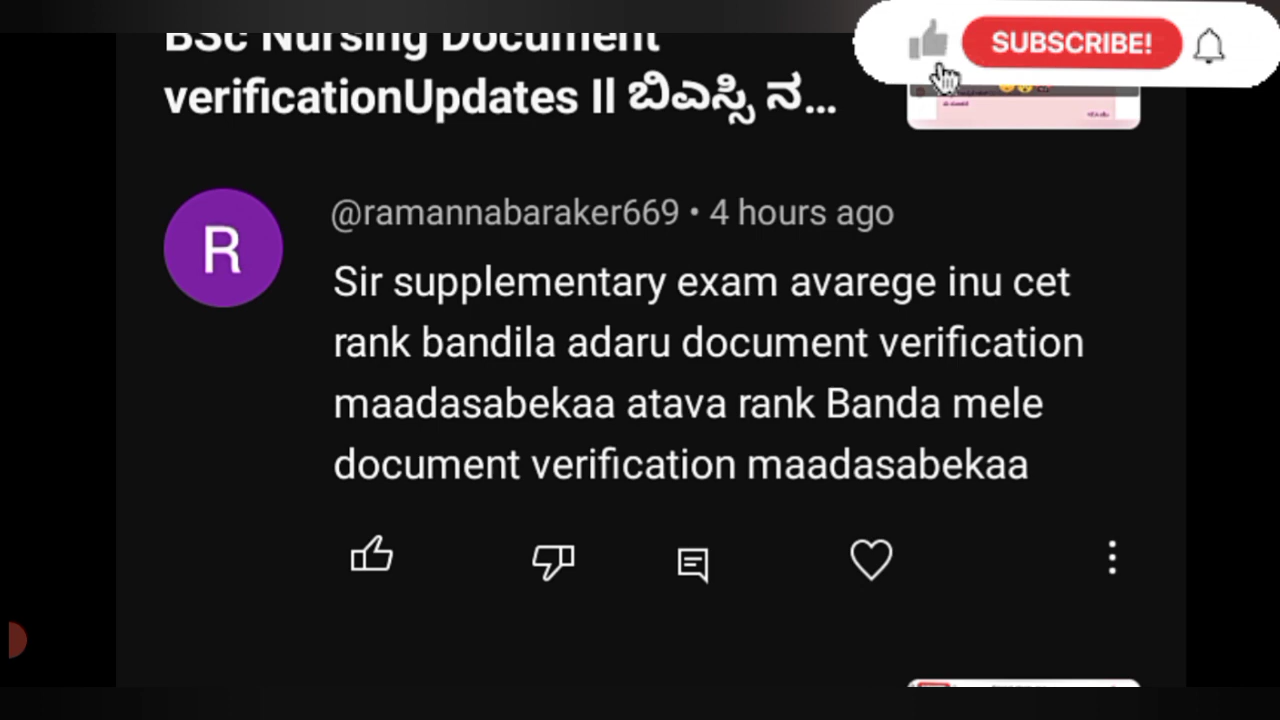 BSc Nursing Document
verificationUpdates ll ಬಿಎಸ್ಸಿ ನ...
SUBSCRIBE!
R
@ramannabaraker669 • 4 hours ago
Sir supplementary exam avarege inu cet
rank bandila adaru document verification
maadasabekaa atava rank Banda mele
document verification maadasabekaa